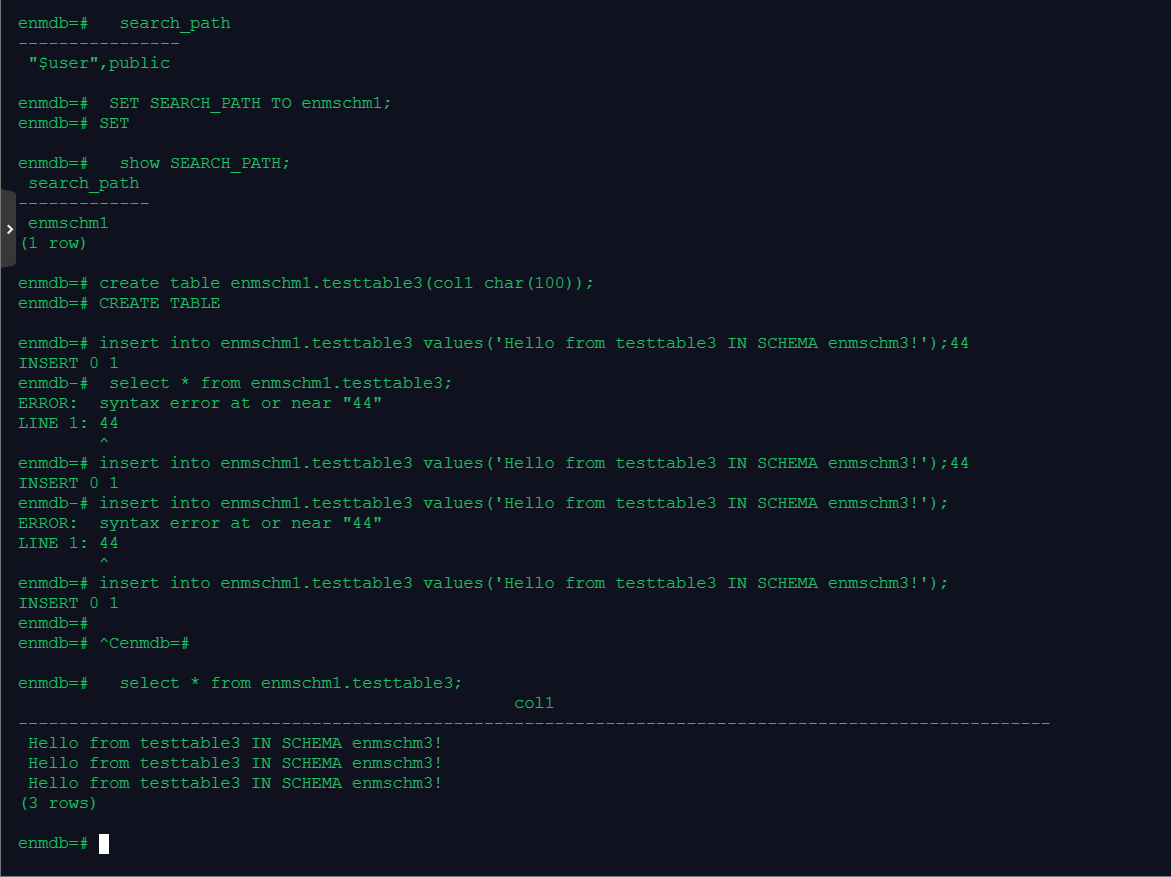 enmdb=#   search_path
----------------
 "$user",public

enmdb=#  SET SEARCH_PATH TO enmschm1;
enmdb=# SET

enmdb=#   show SEARCH_PATH;
 search_path
-------------
 enmschm1
(1 row)

enmdb=# create table enmschm1.testtable3(col1 char(100));
enmdb=# CREATE TABLE

enmdb=# insert into enmschm1.testtable3 values('Hello from testtable3 IN SCHEMA enmschm3!');44
INSERT 0 1
enmdb-#  select * from enmschm1.testtable3;
ERROR:  syntax error at or near "44"
LINE 1: 44
        ^
enmdb=# insert into enmschm1.testtable3 values('Hello from testtable3 IN SCHEMA enmschm3!');44
INSERT 0 1
enmdb-# insert into enmschm1.testtable3 values('Hello from testtable3 IN SCHEMA enmschm3!');
ERROR:  syntax error at or near "44"
LINE 1: 44
        ^
enmdb=# insert into enmschm1.testtable3 values('Hello from testtable3 IN SCHEMA enmschm3!');
INSERT 0 1
enmdb=#
enmdb=# ^Cenmdb=#

enmdb=#   select * from enmschm1.testtable3;
                                                 col1
------------------------------------------------------------------------------------------------------
 Hello from testtable3 IN SCHEMA enmschm3!
 Hello from testtable3 IN SCHEMA enmschm3!
 Hello from testtable3 IN SCHEMA enmschm3!
(3 rows)

enmdb=#